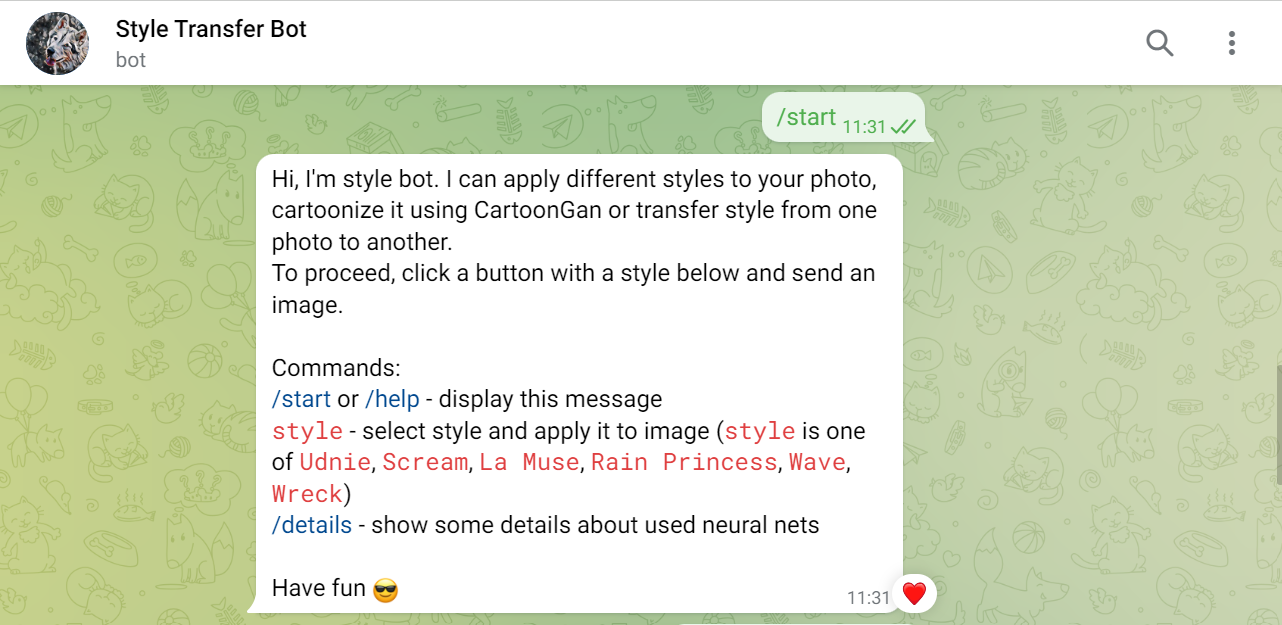 Style Transfer Bot
bot
/start 11:31
Hi, I'm style bot. I can apply different styles to your photo,
cartoonize it using CartoonGan or transfer style from one
photo to another.
To proceed, click a button with a style below and send an
image.
Commands:
/start or /help - display this message
style - select style and apply it to image (style is one
of Udnie, Scream, La Muse, Rain Princess, Wave,
Wreck)
/details - show some details about used neural nets
Have fun 😎
11:31 ❤️